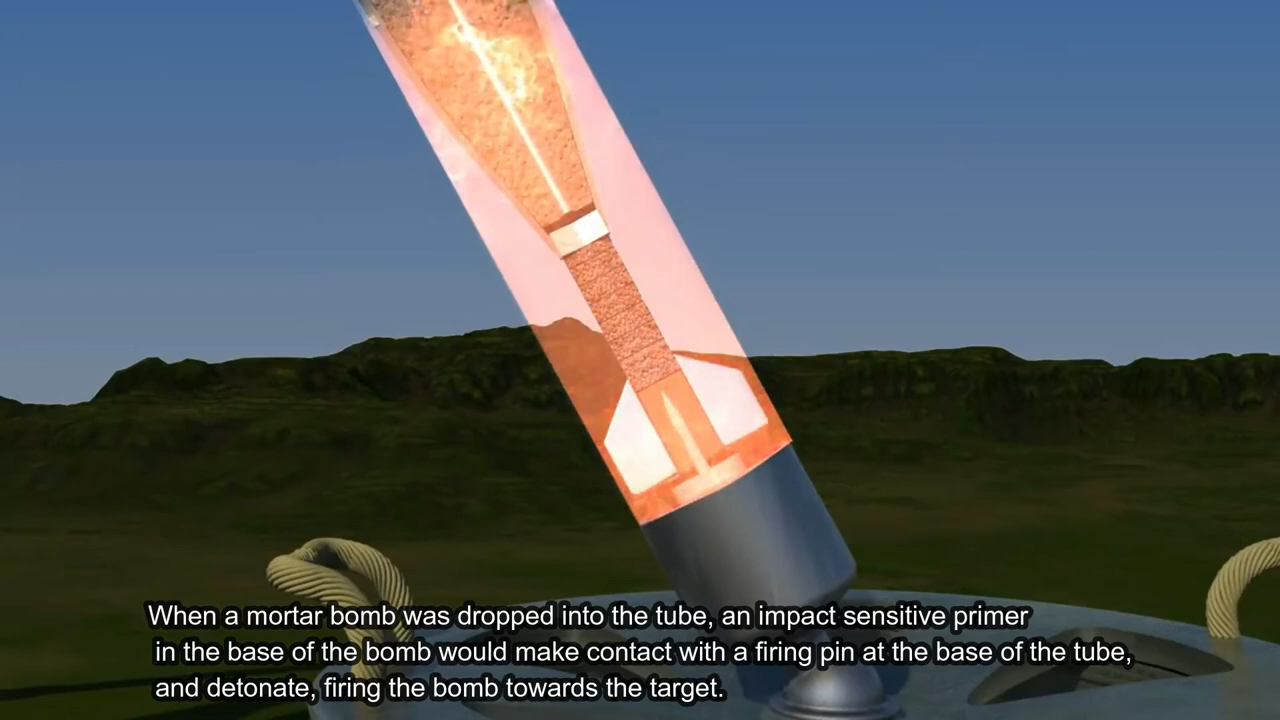 When a mortar bomb was dropped into the tube, an impact sensitive primer
in the base of the bomb would make contact with a firing pin at the base of the tube,
and detonate, firing the bomb towards the target.